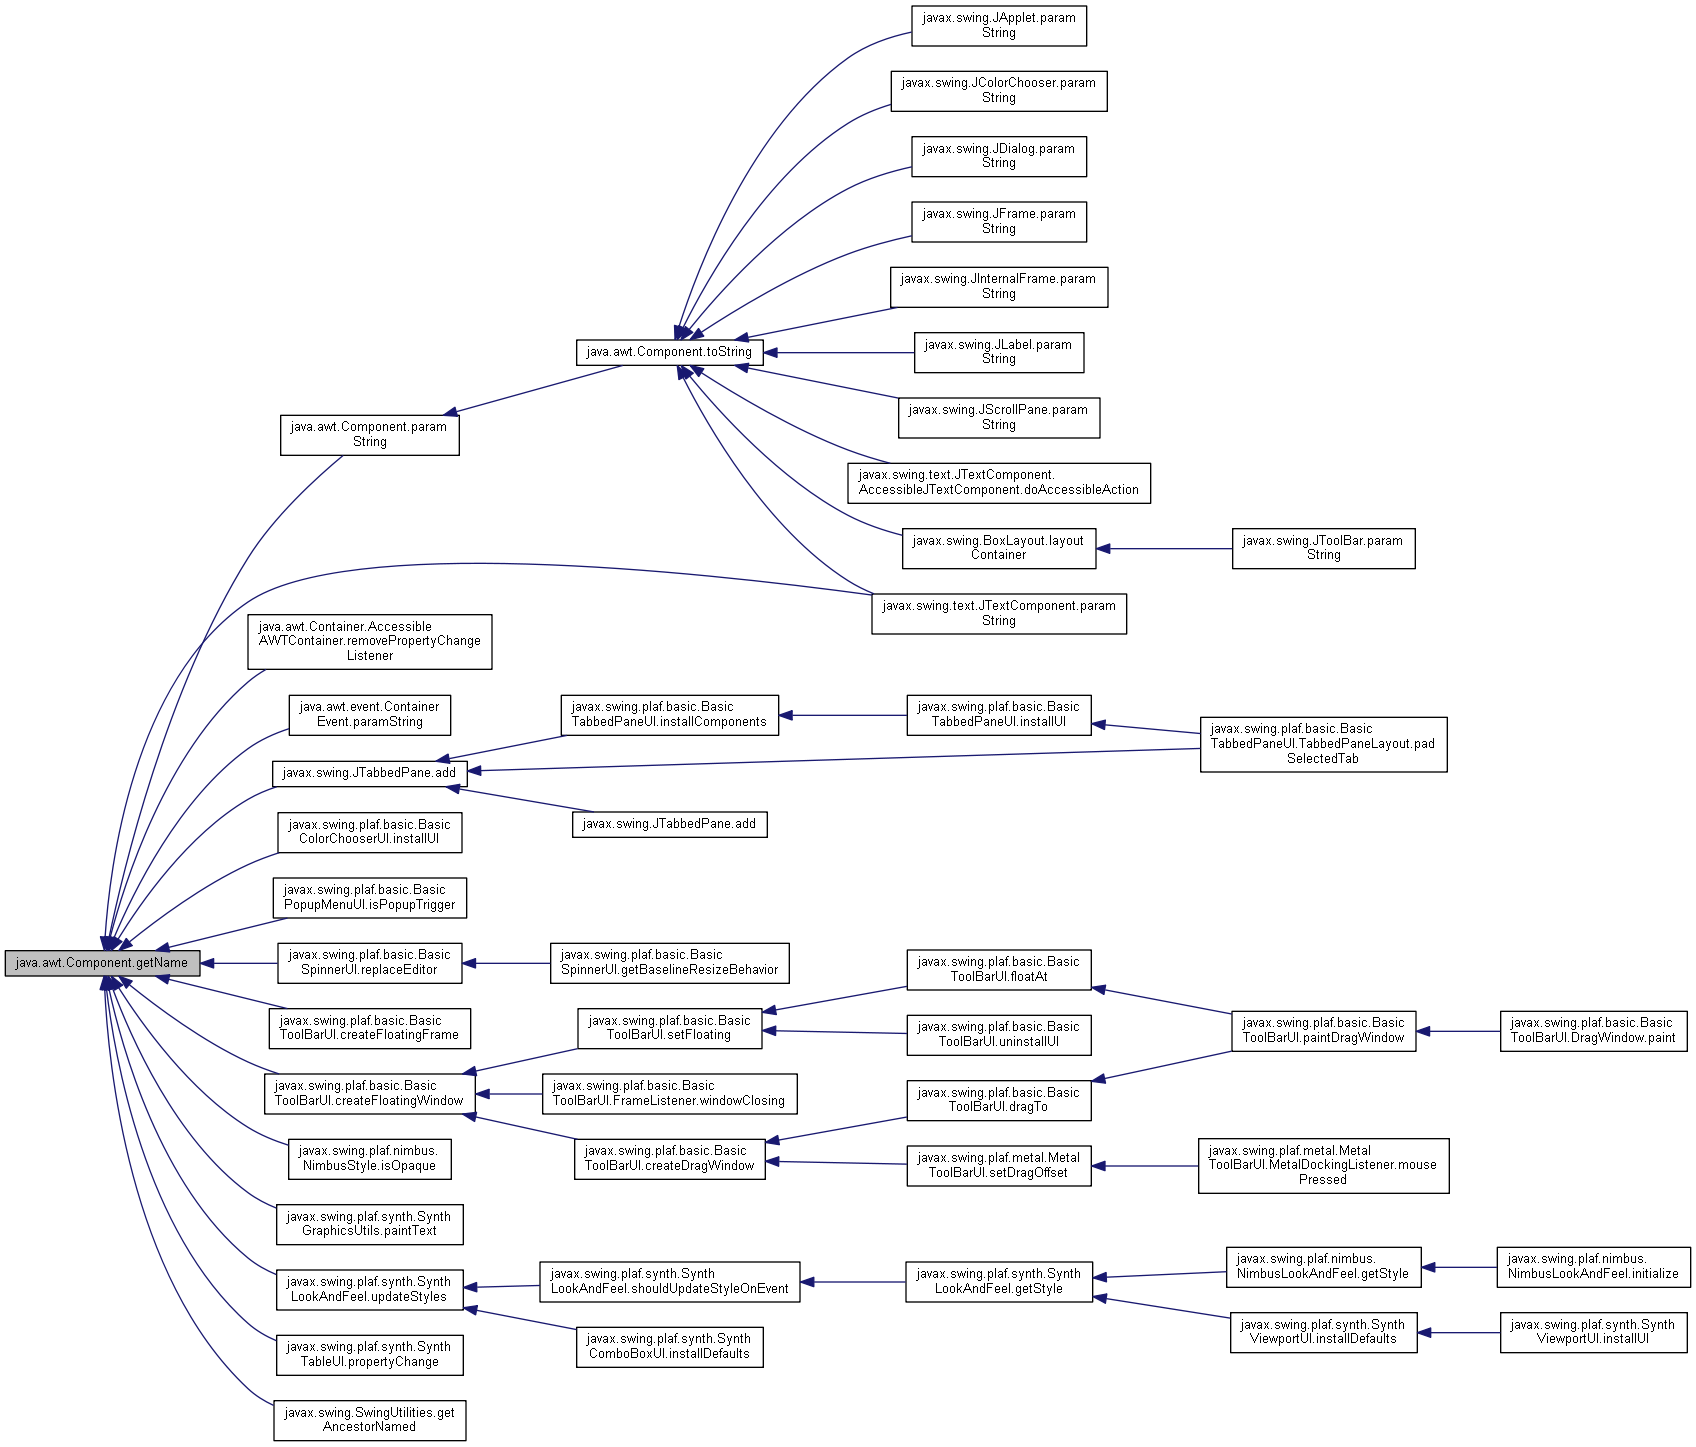 javax.swing.JApplet.param
String
javax.swing.JColorChooser.param
String
javax.swing.JDialog.param
String
javax.swing.JFrame.param
String
javax.swing.JInternalFrame.param
String
java.awt.Component.toString
javax.swing.JLabel.param
String
javax.swing.JScrollPane.param
String
java.awt.Component.param
String
javax.swing.text.JTextComponent.
AccessibleJTextComponent.doAccessibleAction
javax.swing.BoxLayout.layout
Container
javax.swing.JToolBar.param
String
javax.swing.text.JTextComponent.param
String
java.awt.Container.Accessible
AWTContainer.removePropertyChange
Listener
java.awt.event.Container
Event.paramString
javax.swing.plaf.basic.Basic
TabbedPaneUI.installComponents
javax.swing.plaf.basic.Basic
TabbedPaneUI.installUI
javax.swing.plaf.basic.Basic
TabbedPaneUI.TabbedPaneLayout.pad
SelectedTab
javax.swing.JTabbedPane.add
javax.swing.JTabbedPane.add
javax.swing.plaf.basic.Basic
ColorChooserUI.installUI
javax.swing.plaf.basic.Basic
PopupMenuUI.isPopupTrigger
java.awt.Component.getName
javax.swing.plaf.basic.Basic
SpinnerUI.replaceEditor
javax.swing.plaf.basic.Basic
SpinnerUI.getBaselineResizeBehavior
javax.swing.plaf.basic.Basic
ToolBarUI.floatAt
javax.swing.plaf.basic.Basic
ToolBarUI.createFloatingFrame
javax.swing.plaf.basic.Basic
ToolBarUI.setFloating
javax.swing.plaf.basic.Basic
ToolBarUI.uninstallUI
javax.swing.plaf.basic.Basic
ToolBarUI.paintDragWindow
javax.swing.plaf.basic.Basic
ToolBarUI.DragWindow.paint
javax.swing.plaf.basic.Basic
ToolBarUI.createFloatingWindow
javax.swing.plaf.basic.Basic
ToolBarUI.FrameListener.windowClosing
javax.swing.plaf.basic.Basic
ToolBarUI.dragTo
javax.swing.plaf.nimbus.
NimbusStyle.isOpaque
javax.swing.plaf.basic.Basic
ToolBarUI.createDragWindow
javax.swing.plaf.metal.Metal
ToolBarUI.setDragOffset
javax.swing.plaf.metal.Metal
ToolBarUI.MetalDockingListener.mouse
Pressed
javax.swing.plaf.synth.Synth
GraphicsUtils.paintText
javax.swing.plaf.synth.Synth
LookAndFeel.updateStyles
javax.swing.plaf.synth.Synth
LookAndFeel.shouldUpdateStyleOnEvent
javax.swing.plaf.synth.Synth
LookAndFeel.getStyle
javax.swing.plaf.nimbus.
NimbusLookAndFeel.getStyle
javax.swing.plaf.nimbus.
NimbusLookAndFeel.initialize
javax.swing.plaf.synth.Synth
ComboBoxUI.installDefaults
javax.swing.plaf.synth.Synth
ViewportUI.installDefaults
javax.swing.plaf.synth.Synth
ViewportUI.installUI
javax.swing.plaf.synth.Synth
TableUI.propertyChange
javax.swing.SwingUtilities.get
AncestorNamed